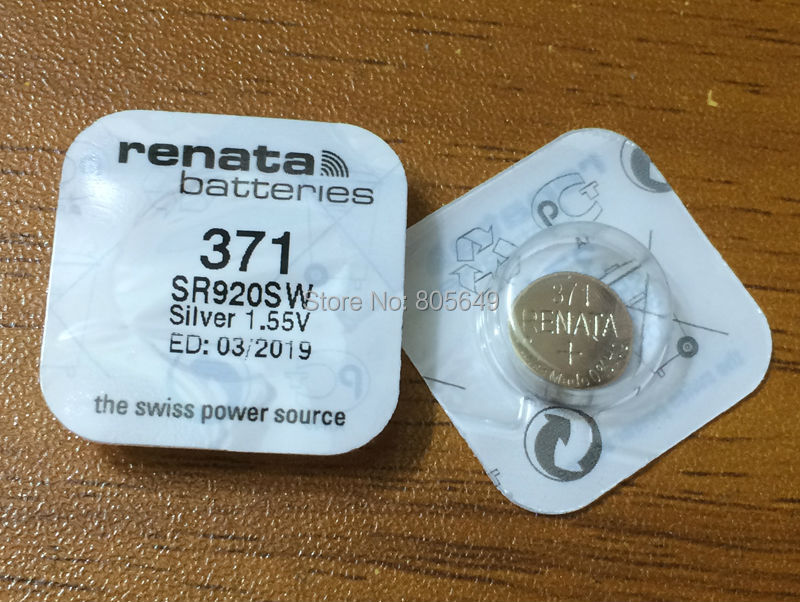 renata
batteries
371
SR920SW
Silver 1.55V
ED: 03/2019
the swiss power source
Store No: 805649
371
RENATA
+